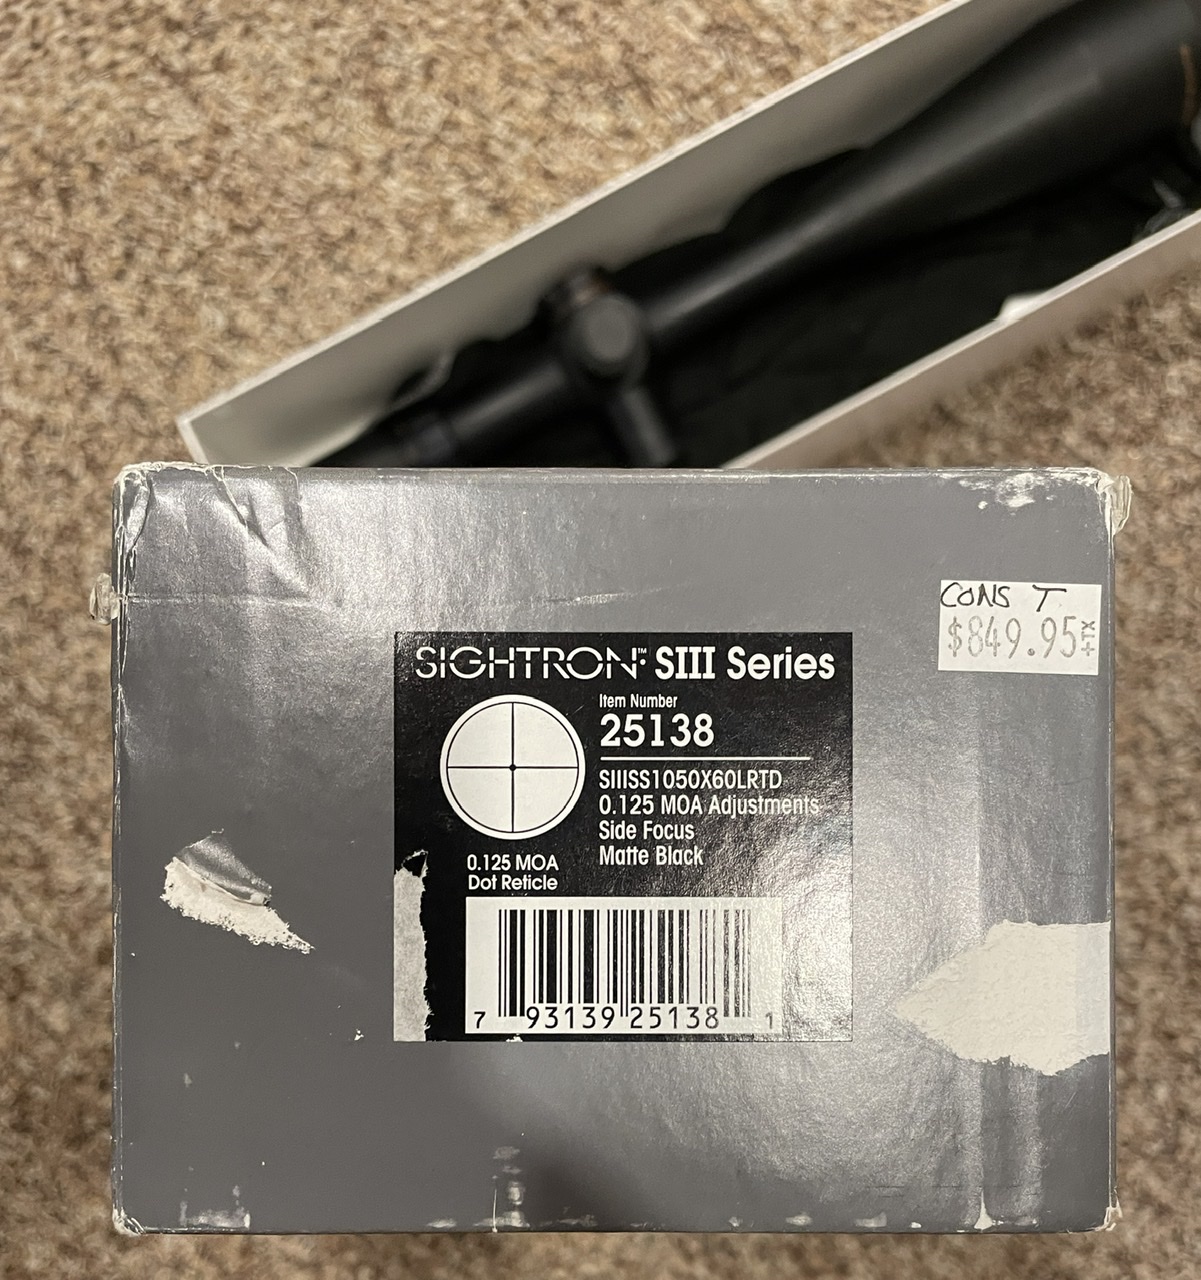 CONS T
$849.95+TX
SIGHTRON™ SIII Series
Item Number
25138
SIIISS1050X60LRTD
0.125 MOA Adjustments
Side Focus
Matte Black
0.125 MOA
Dot Reticle
7 93139 25138 1